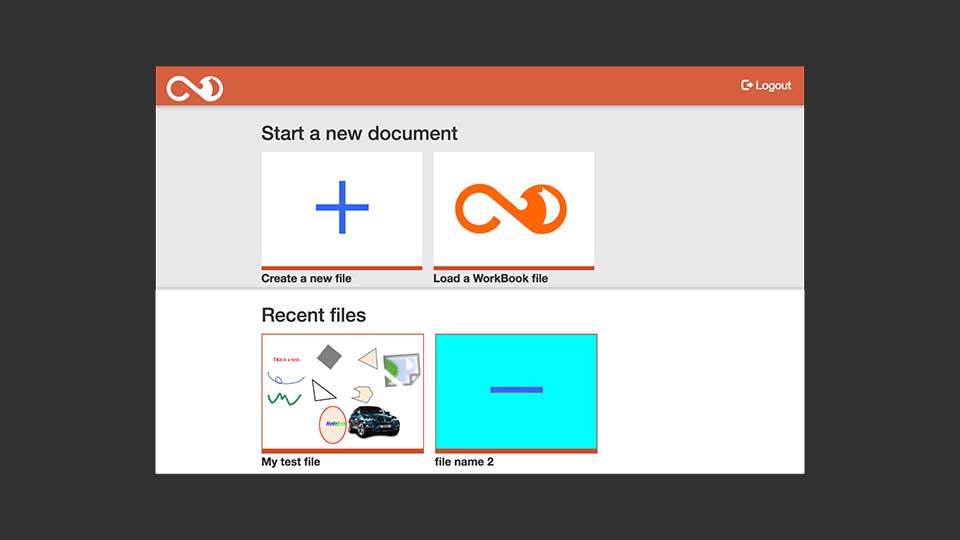 Logout
Start a new document
Create a new file
Load a WorkBook file
Recent files
This is a test.
My test file
file name 2